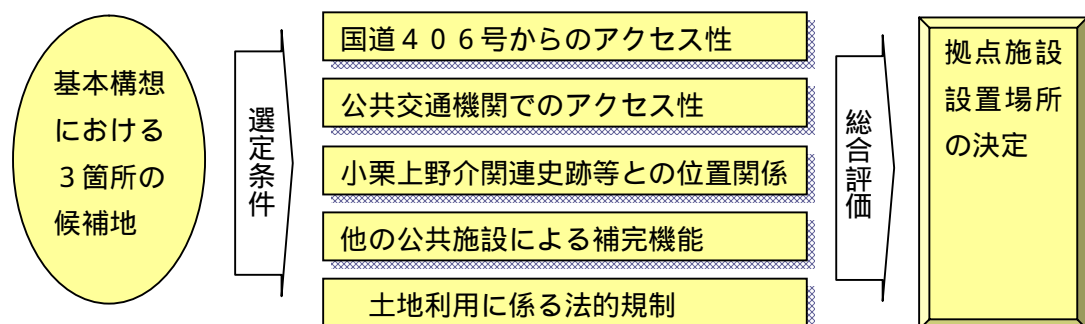 基本構想
における
３箇所の
候補地
選定条件
国道４０６号からのアクセス性
公共交通機関でのアクセス性
小栗上野介関連史跡等との位置関係
他の公共施設による補完機能
土地利用に係る法的規制
総合評価
拠点施設
設置場所
の決定